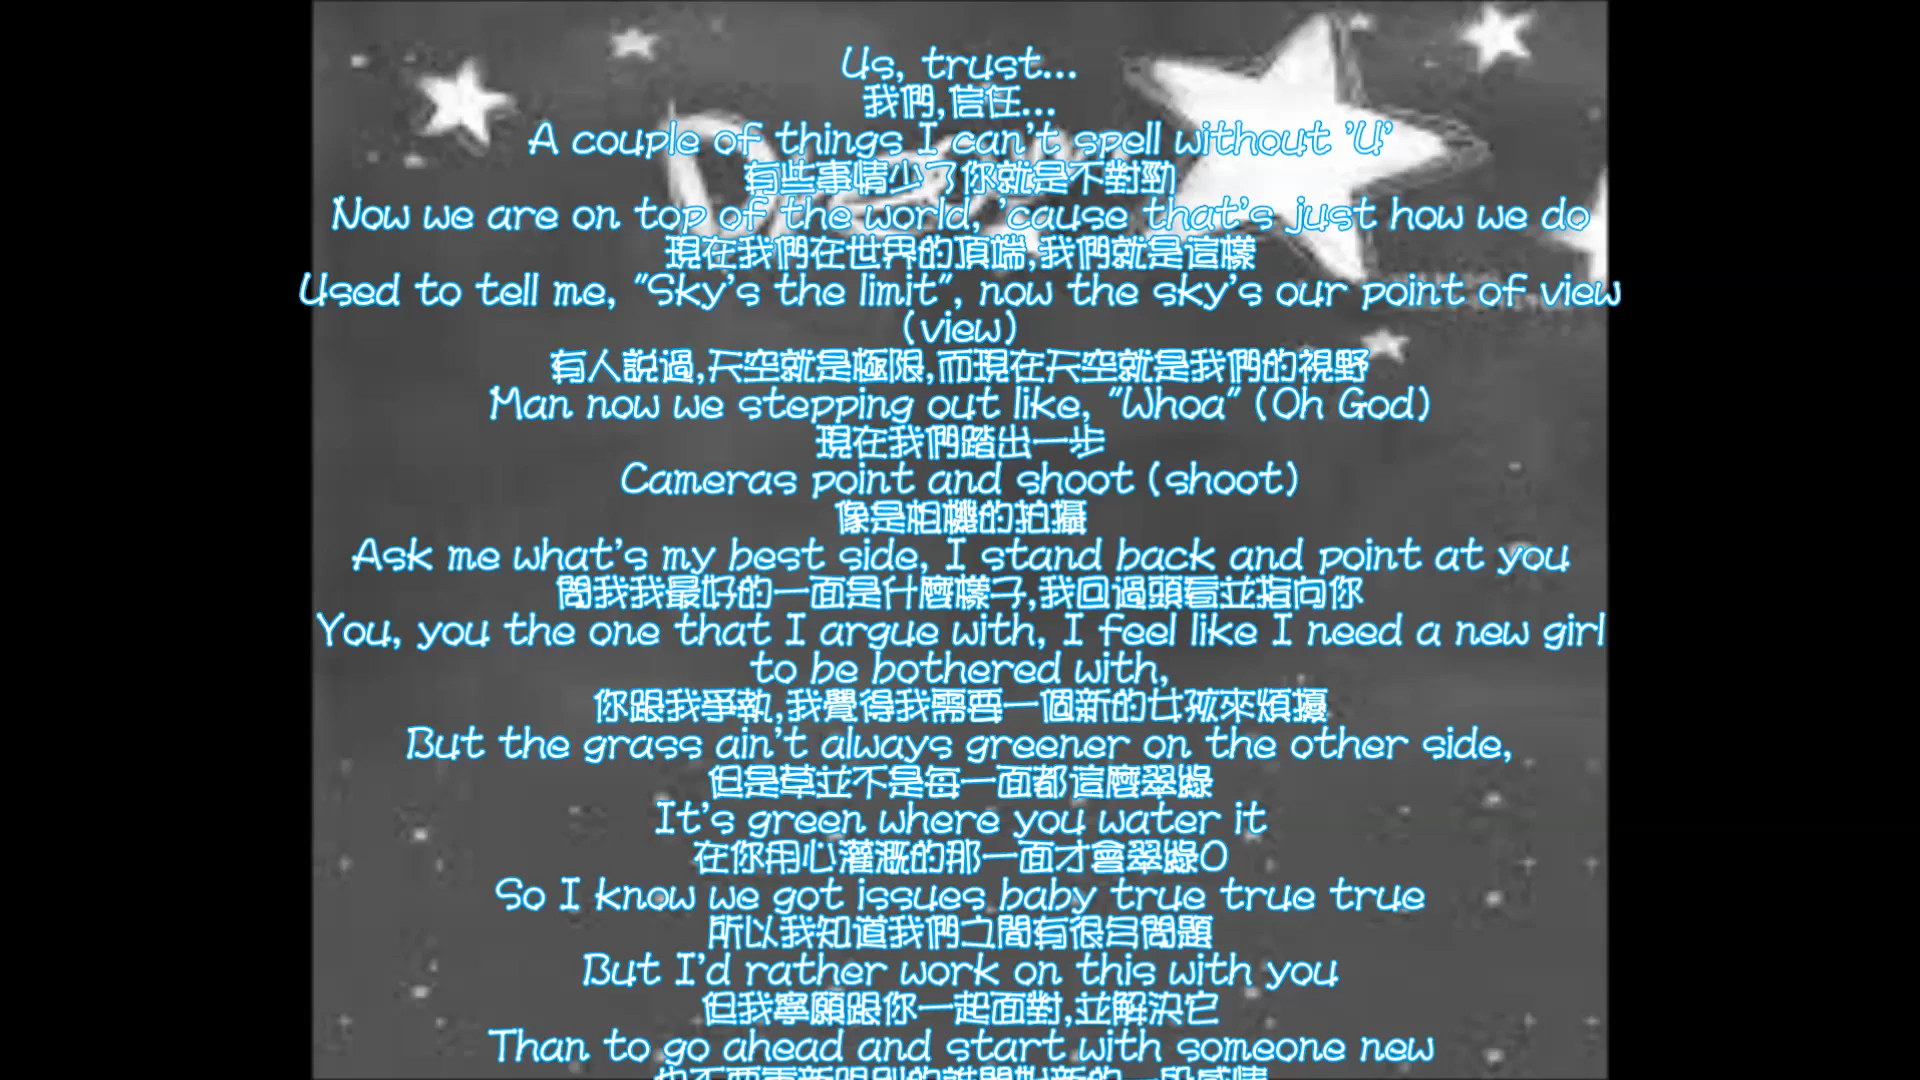 Us, trust...
我們,信任...
A couple of things I can't spell without 'U'
有些事情少了你就是不對勁
Now we are on top of the world, 'cause that's just how we do
現在我們在世界的頂端,我們就是這樣
Used to tell me, "Sky's the limit", now the sky's our point of view
(view)
有人說過,天空就是極限,而現在天空就是我們的視野
Man now we stepping out like, "Whoa" (Oh God)
現在我們踏出一步
Cameras point and shoot (shoot)
像是相機的拍攝
Ask me what's my best side, I stand back and point at you
問我我最好的一面是什麼樣子,我回過頭看並指向你
You, you the one that I argue with, I feel like I need a new girl
to be bothered with,
你跟我爭執,我覺得我需要一個新的女孩來煩擾
But the grass ain't always greener on the other side,
但是草並不是每一面都這麼翠綠
It's green where you water it
在你用心灌溉的那一面才會翠綠O
So I know we got issues baby true true true
所以我知道我們之間有很多問題
But I'd rather work on this with you
但我寧願跟你一起面對,並解決它
Than to go ahead and start with someone new